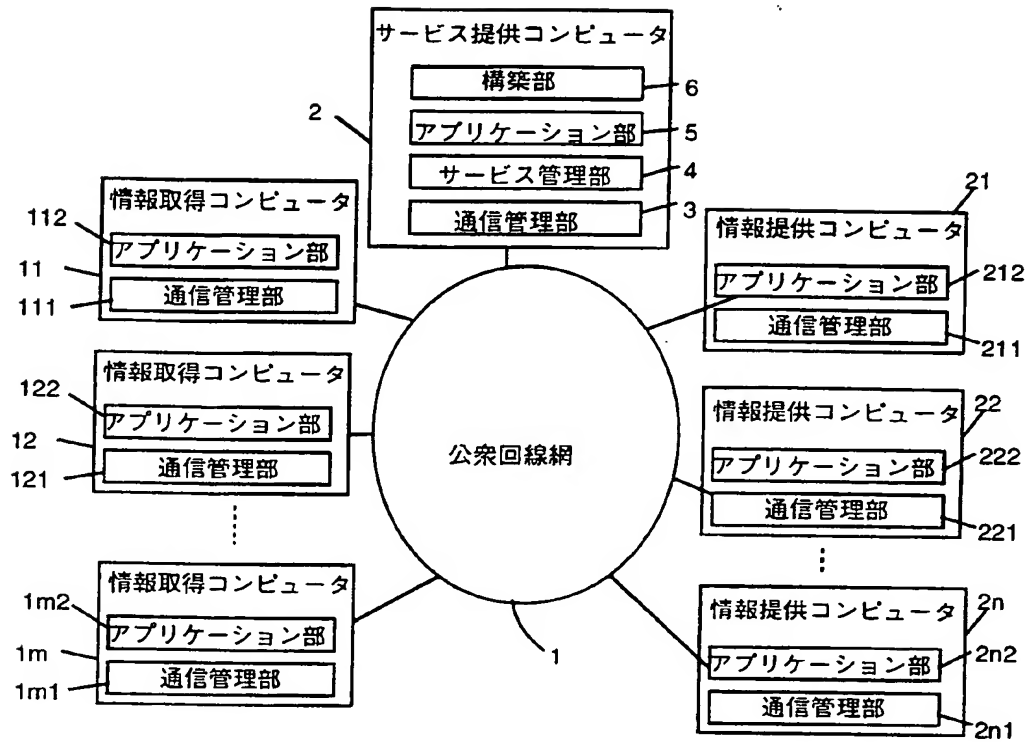 サービス提供コンピュータ
構築部
6
2
アプリケーション部
5
サービス管理部
4
通信管理部
3
情報取得コンピュータ
112
アプリケーション部
11
通信管理部
111
情報取得コンピュータ
122
アプリケーション部
12
通信管理部
121
情報取得コンピュータ
1m2
アプリケーション部
1m
通信管理部
1m1
公衆回線網
1
21
情報提供コンピュータ
アプリケーション部
212
通信管理部
211
22
情報提供コンピュータ
アプリケーション部
222
通信管理部
221
2n
情報提供コンピュータ
アプリケーション部
2n2
通信管理部
2n1